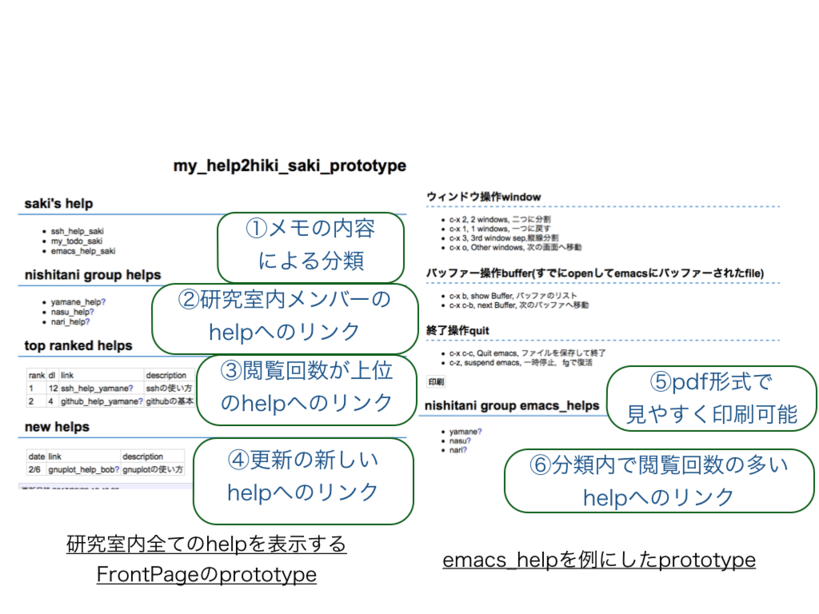 my_help2hiki_saki_prototype
saki's help
ssh_help_saki
my_todo_saki
emacs_help_saki
①メモの内容
による分類
nishitani group helps
yamane_help?
nasu_help?
nari_help?
②研究室内メンバーの
helpへのリンク
top ranked helps
rank dl link description
1 12 ssh_help_yamane? sshの使い方
2 4 github_help_yamane? githubの基本
③閲覧回数が上位
のhelpへのリンク
new helps
date link description
2/6 gnuplot_help_bob? gnuplotの使い方
④更新の新しい
helpへのリンク
研究室内全てのhelpを表示する
FrontPageのprototype
ウィンドウ操作window
c-x 2, 2 windows, 二つに分割
c-x 1, 1 windows, 一つに戻す
c-x 3, 3rd window sep,縦線分割
c-x o, Other windows, 次の画面へ移動
バッファー操作buffer(すでにopenしてemacsにバッファーされたfile)
c-x b, show Buffer, バッファのリスト
c-x c-b, next Buffer, 次のバッファへ移動
終了操作quit
c-x c-c, Quit emacs, ファイルを保存して終了
c-z, suspend emacs, 一時停止, fgで復活
印刷
⑤pdf形式で
見やすく印刷可能
nishitani group emacs_helps
yamane?
nasu?
nari?
⑥分類内で閲覧回数の多い
helpへのリンク
emacs_helpを例にしたprototype